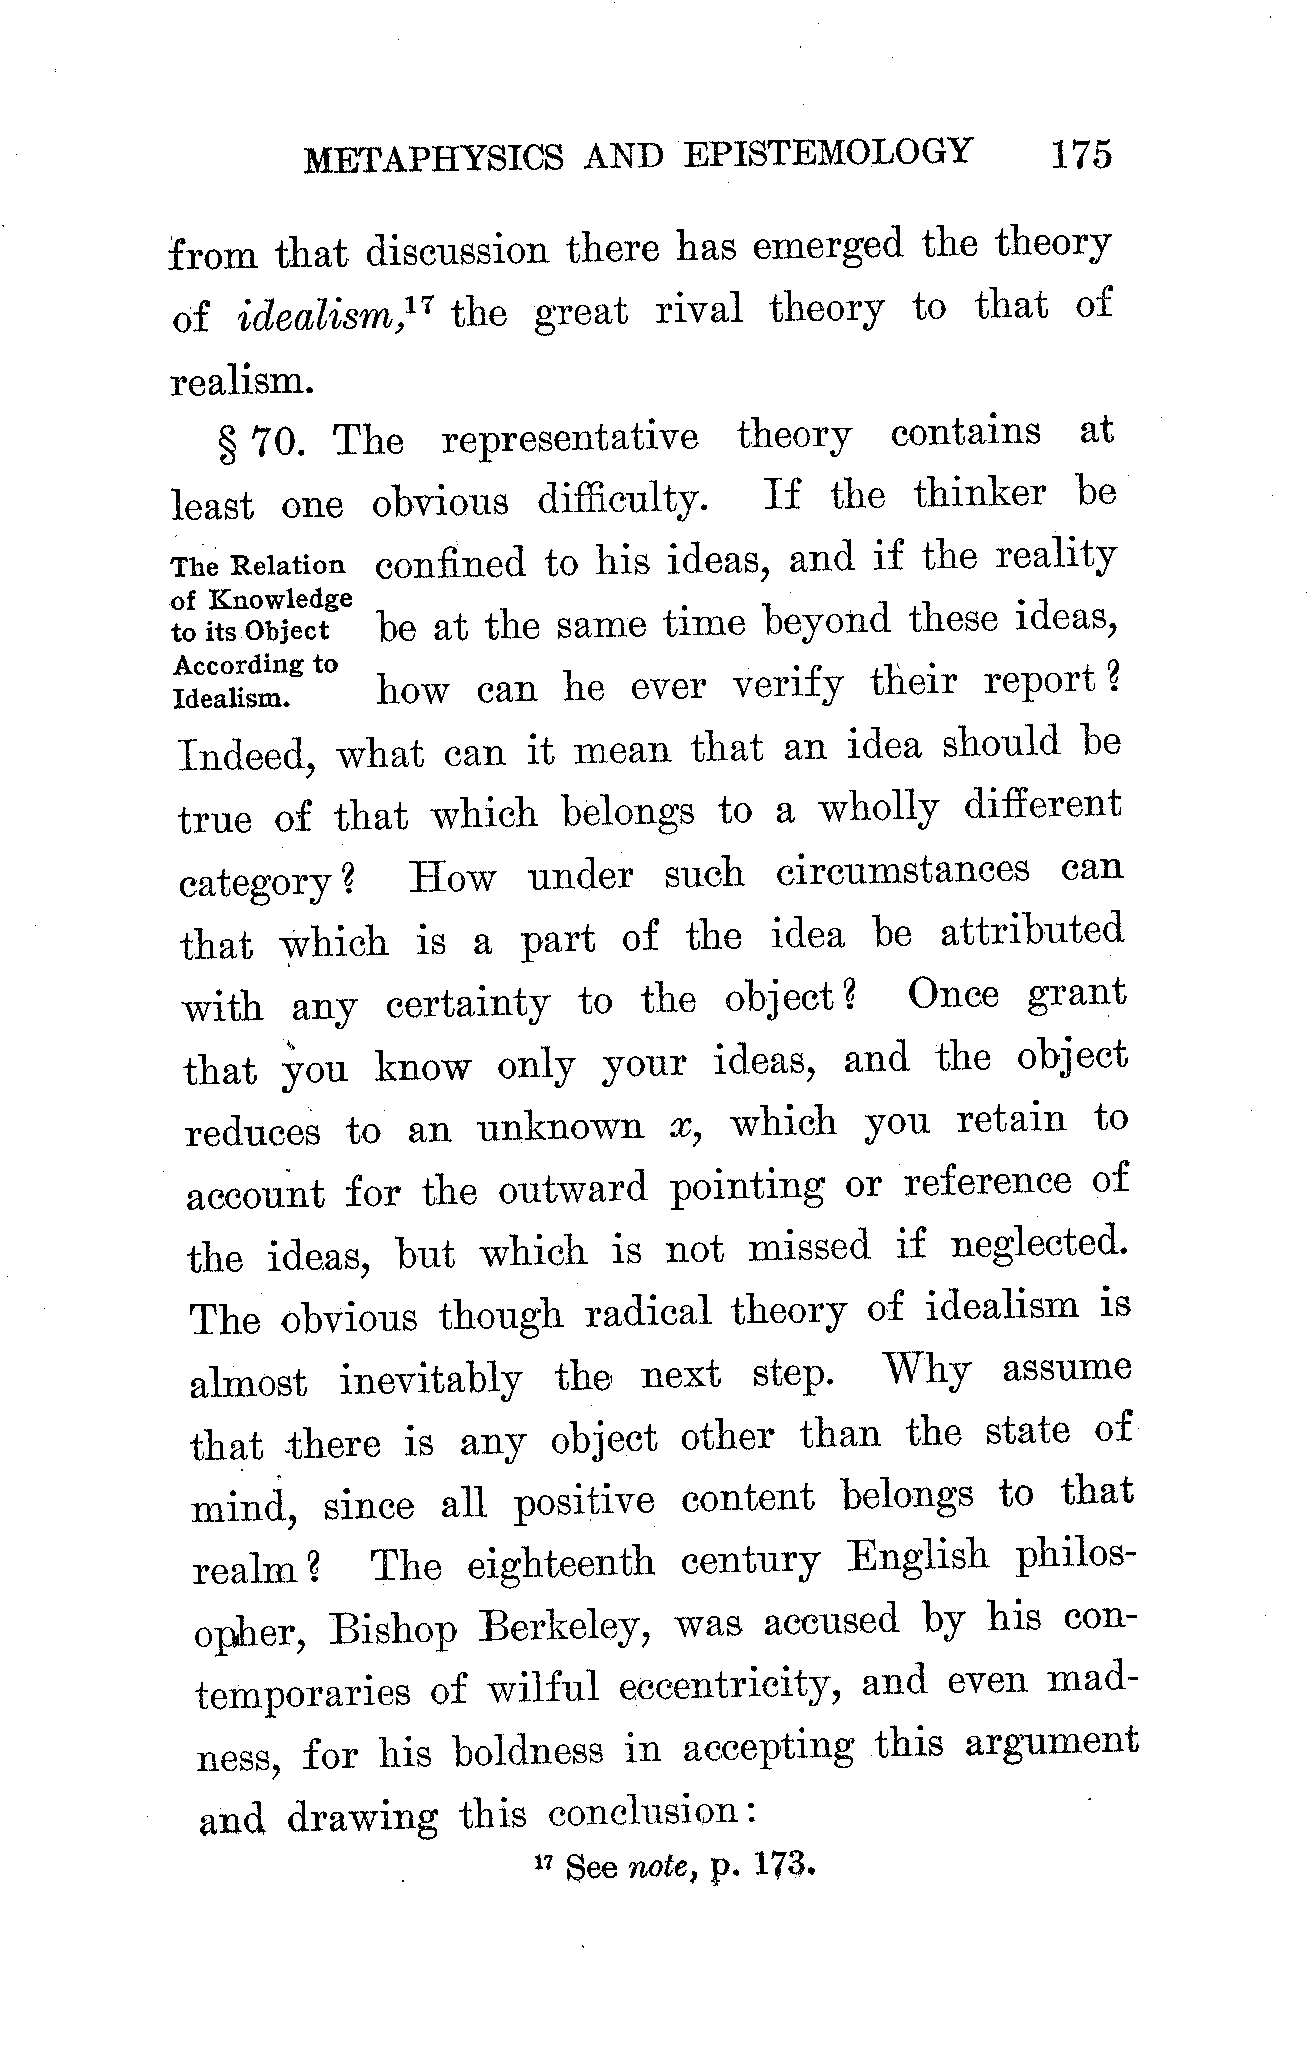 METAPHYSICS AND EPISTEMOLOGY 175
from that discussion there has emerged the theory
of idealism,¹⁷ the great rival theory to that of
realism.
§ 70. The representative theory contains at
least one obvious difficulty. If the thinker be
The Relation
of Knowledge
to its Object
According to
Idealism.
confined to his ideas, and if the reality
be at the same time beyond these ideas,
how can he ever verify their report?
Indeed, what can it mean that an idea should be
true of that which belongs to a wholly different
category? How under such circumstances can
that which is a part of the idea be attributed
with any certainty to the object? Once grant
that you know only your ideas, and the object
reduces to an unknown x, which you retain to
account for the outward pointing or reference of
the ideas, but which is not missed if neglected.
The obvious though radical theory of idealism is
almost inevitably the next step. Why assume
that there is any object other than the state of
mind, since all positive content belongs to that
realm? The eighteenth century English philos-
opher, Bishop Berkeley, was accused by his con-
temporaries of wilful eccentricity, and even mad-
ness, for his boldness in accepting this argument
and drawing this conclusion:
¹⁷ See note, p. 173.